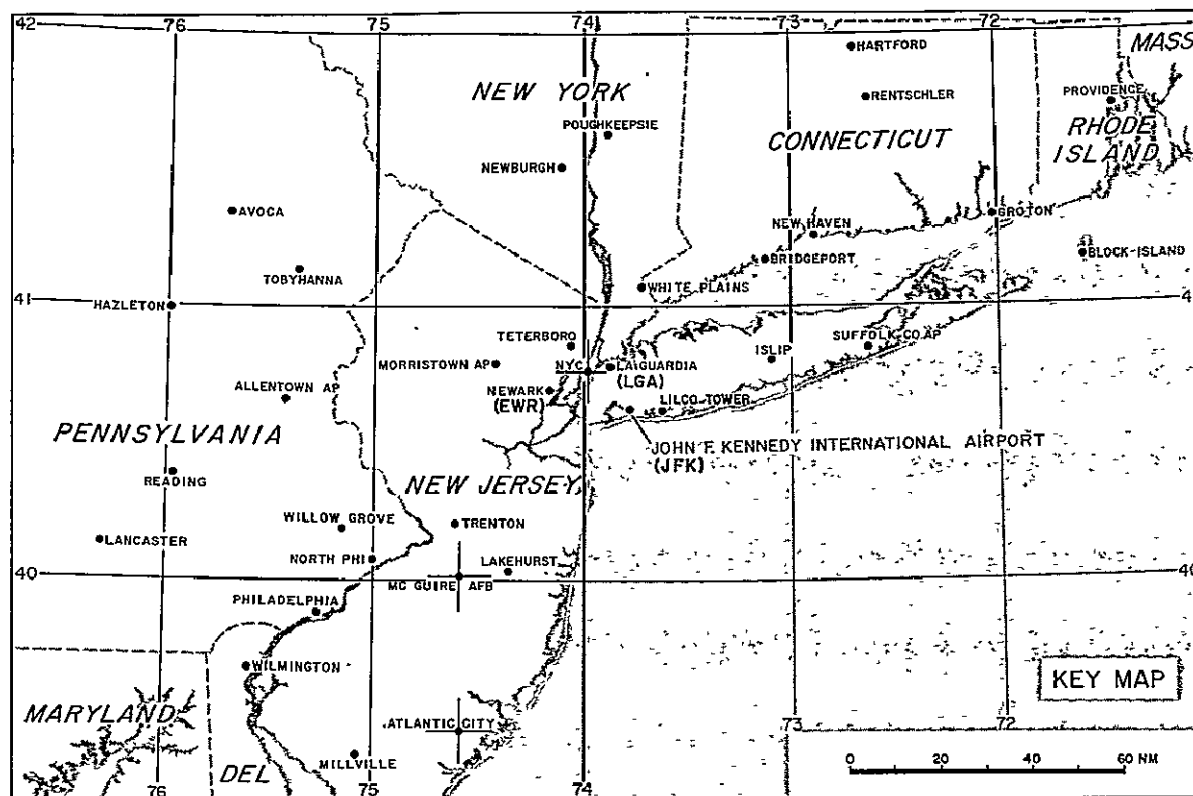 42
76
75
74
73
72
MASS
HARTFORD
NEW YORK
RENTSCHLER
PROVIDENCE
POUGHKEEPSIE
CONNECTICUT
RHODE
ISLAND
NEWBURGH
AVOCA
NEW HAVEN
GROTON
TOBYHANNA
BRIDGEPORT
BLOCK-ISLAND
WHITE PLAINS
HAZLETON
41
TETERBORO
SUFFOLK CO AP
ISLIP
MORRISTOWN AP
NYC
LA GUARDIA
(LGA)
ALLENTOWN AP
NEWARK
(EWR)
LILCO-TOWER
PENNSYLVANIA
JOHN F. KENNEDY INTERNATIONAL AIRPORT
(JFK)
READING
NEW JERSEY
WILLOW GROVE
TRENTON
LANCASTER
NORTH PHI
LAKEHURST
40
40
MC GUIRE AFB
PHILADELPHIA
WILMINGTON
KEY MAP
MARYLAND
ATLANTIC CITY
73
72
MILLVILLE
DEL
76
75
74
0 20 40 60 NM